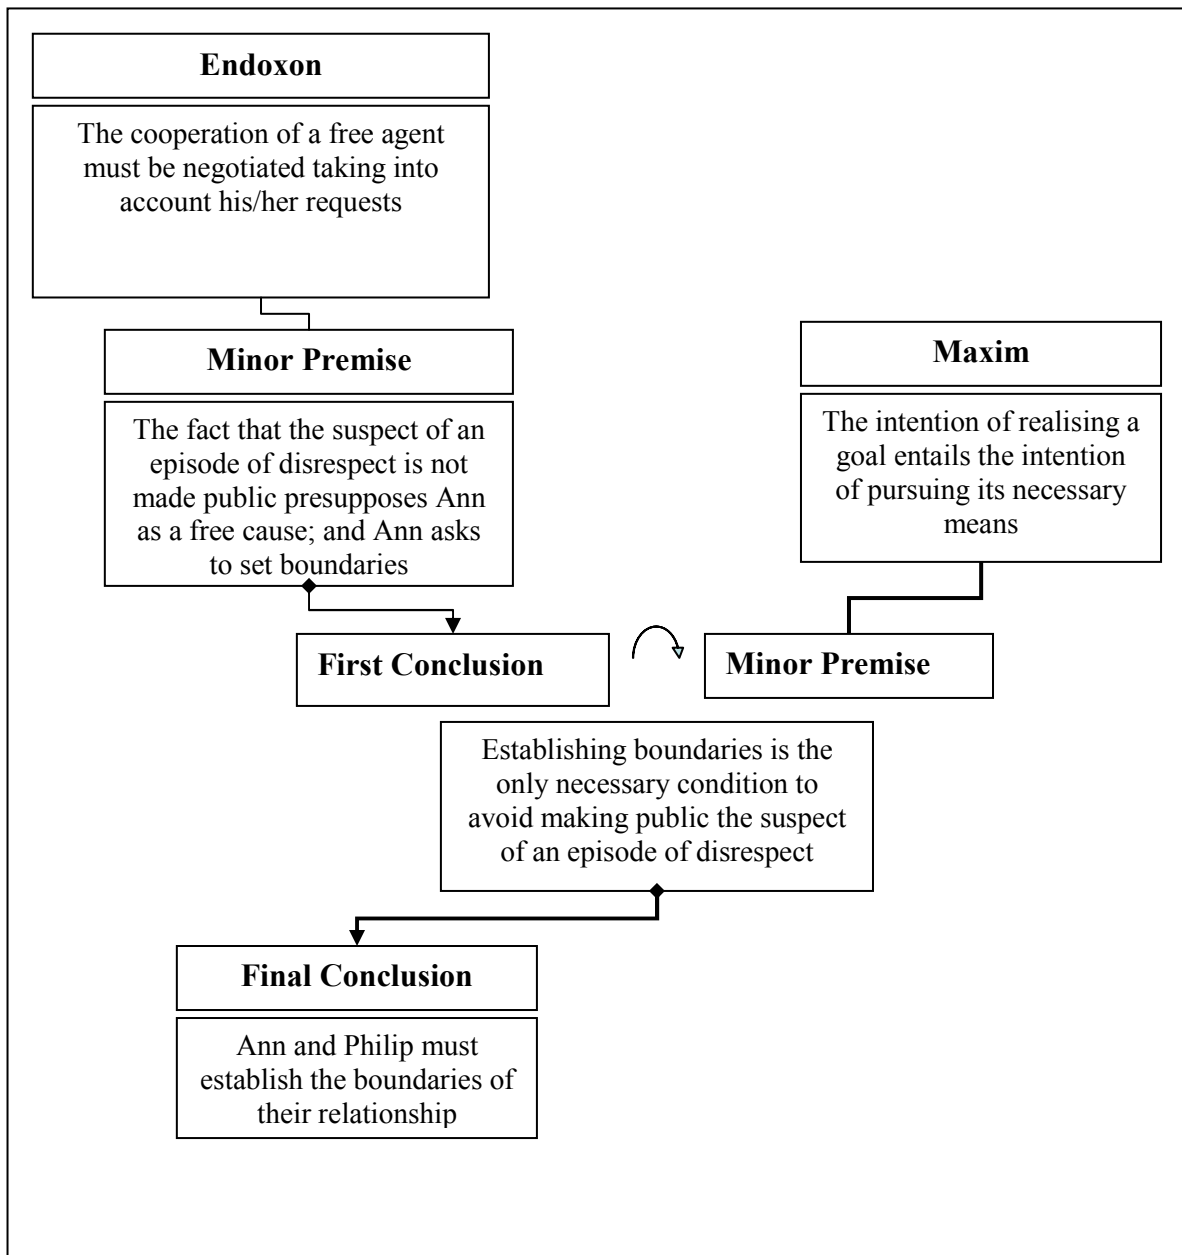 Endoxon
The cooperation of a free agent
must be negotiated taking into
account his/her requests
Minor Premise
The fact that the suspect of an
episode of disrespect is not
made public presupposes Ann
as a free cause; and Ann asks
to set boundaries
Maxim
The intention of realising a
goal entails the intention
of pursuing its necessary
means
First Conclusion
Minor Premise
Establishing boundaries is the
only necessary condition to
avoid making public the suspect
of an episode of disrespect
Final Conclusion
Ann and Philip must
establish the boundaries of
their relationship